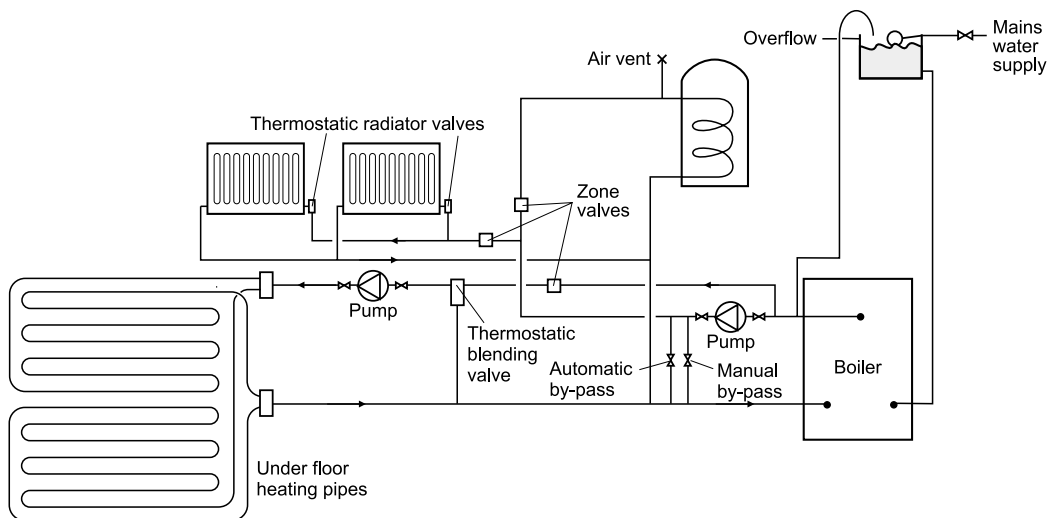 Overflow
Mains
water
supply
Air vent
Thermostatic radiator valves
Zone
valves
Pump
Thermostatic
blending
valve
Pump
Automatic
by-pass
Manual
by-pass
Boiler
Under floor
heating pipes